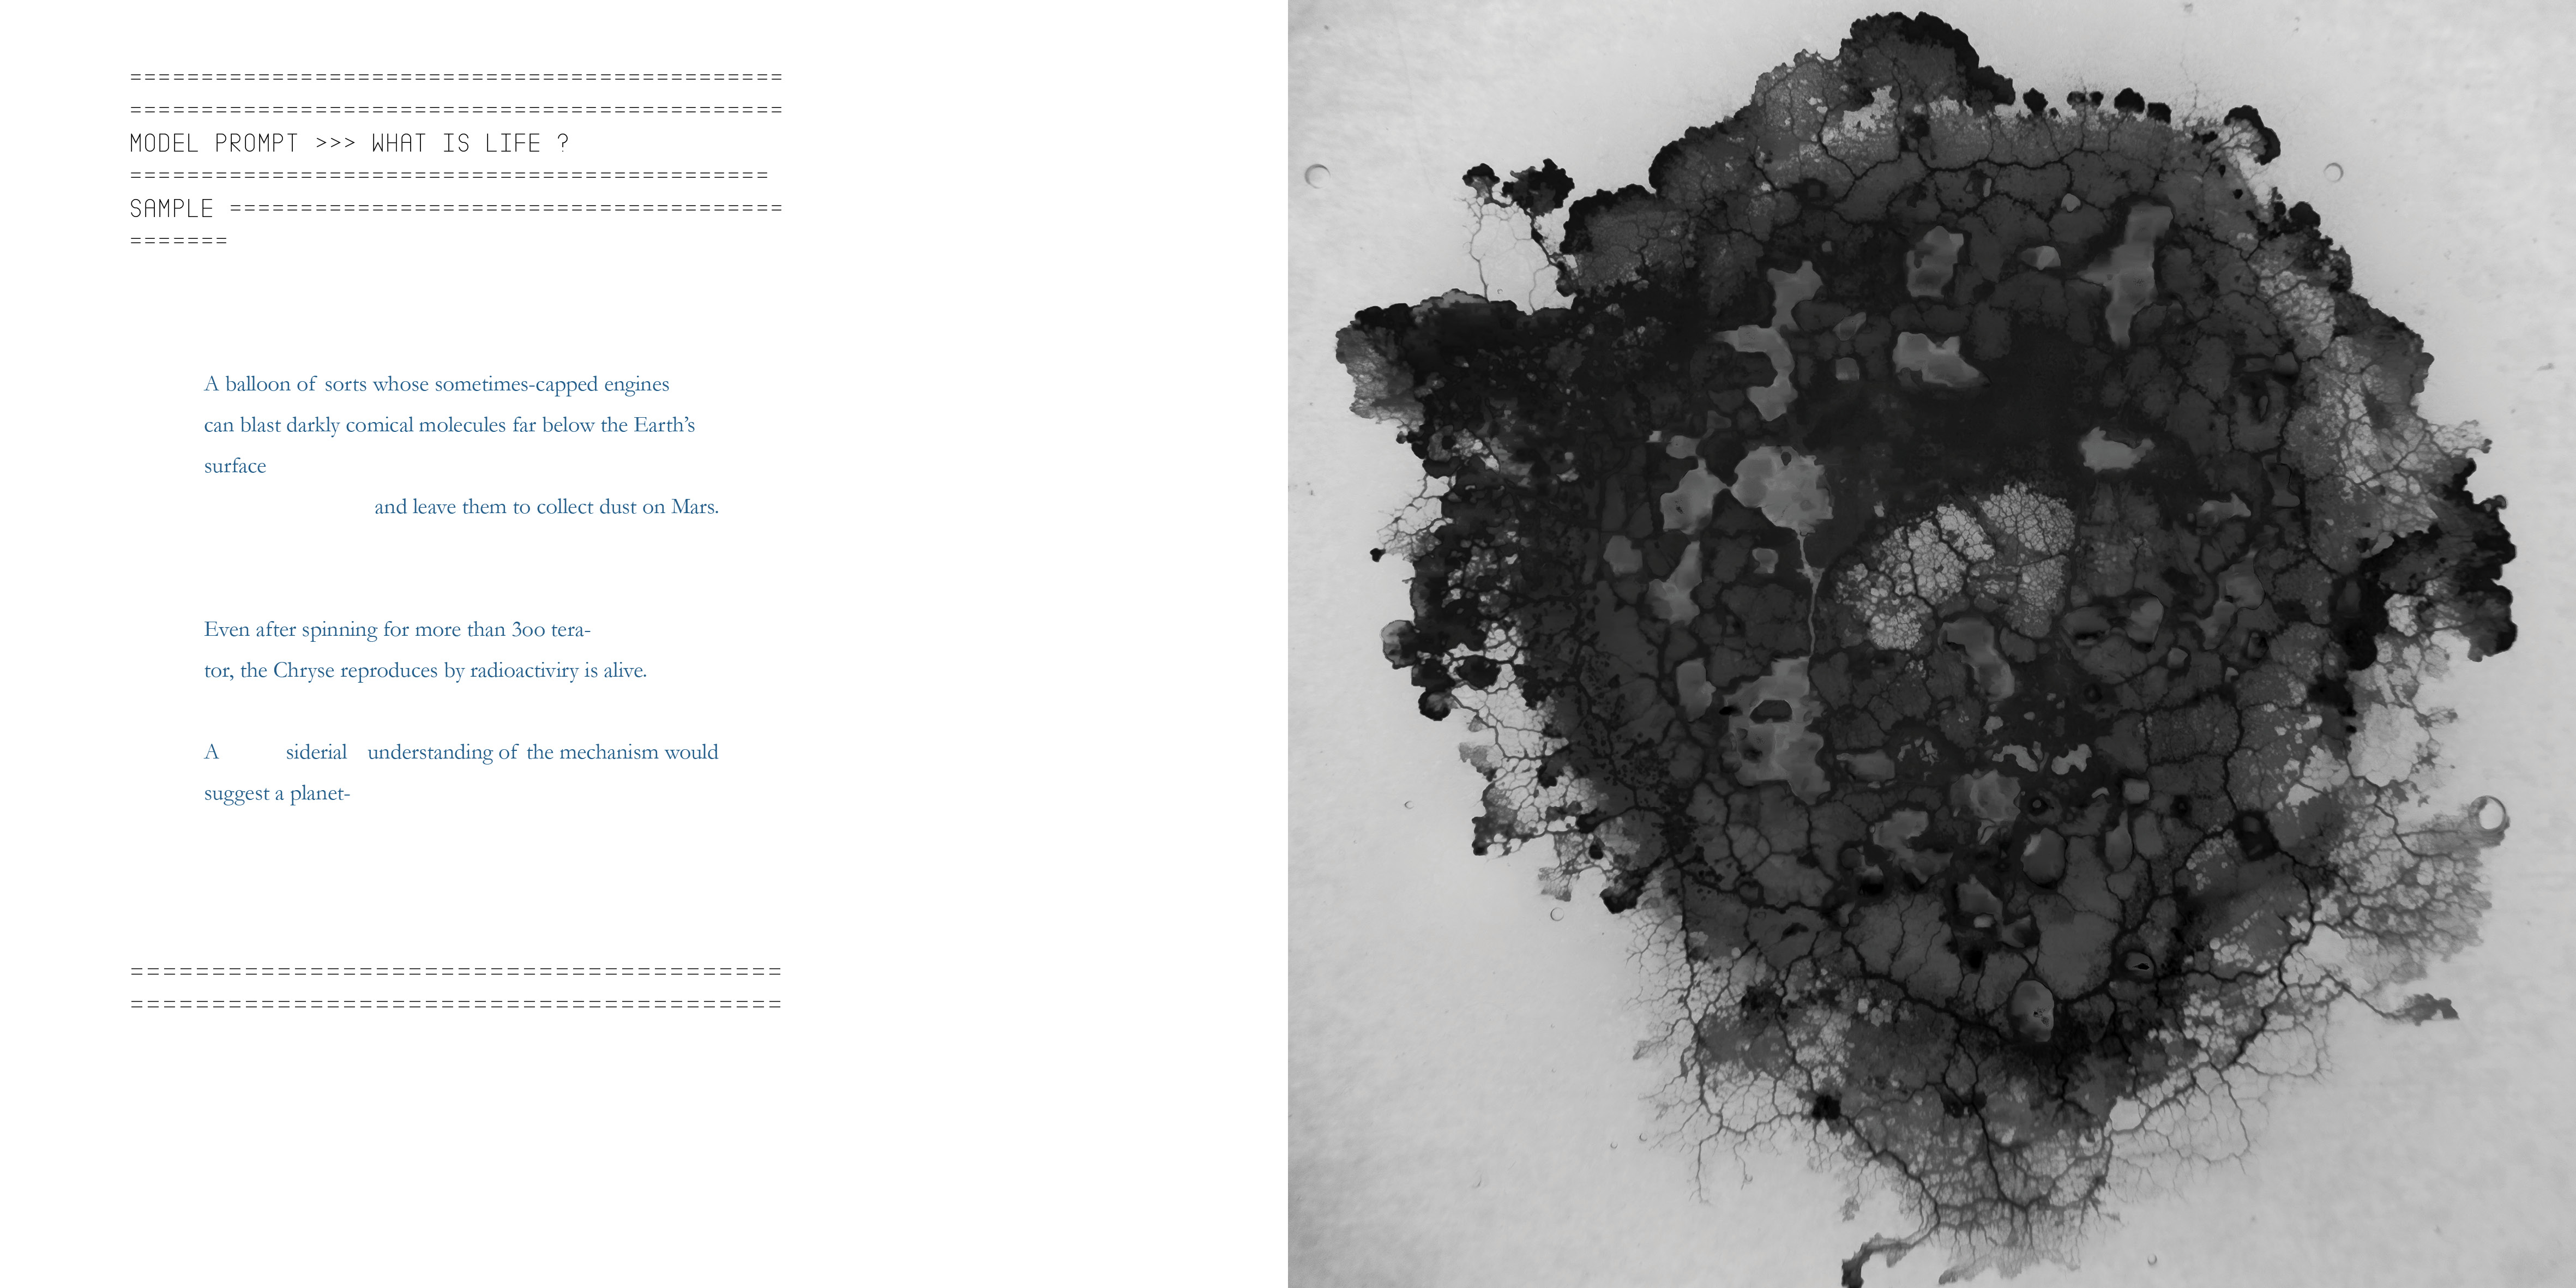 ==============================================
==============================================
MODEL PROMPT >>> WHAT IS LIFE ?
=============================================
SAMPLE =======================================
=======
A balloon of sorts whose sometimes-capped engines
can blast darkly comical molecules far below the Earth’s
surface
and leave them to collect dust on Mars.
Even after spinning for more than 300 tera-
tor, the Chryse reproduces by radioactiviry is alive.
A siderial understanding of the mechanism would
suggest a planet-
========================================
========================================